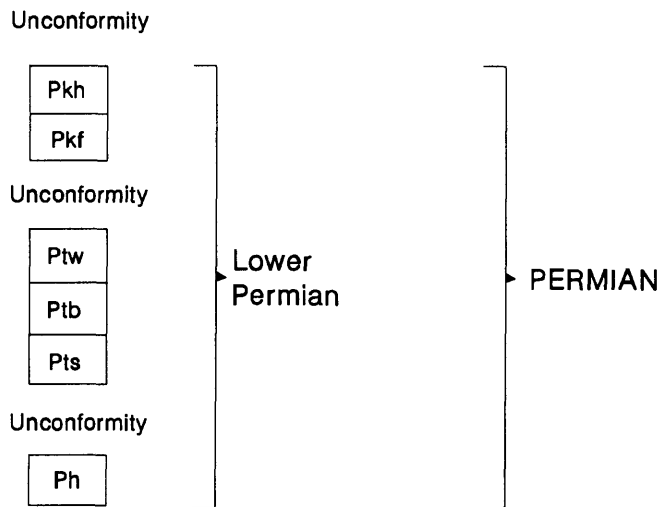 Unconformity
Pkh
Pkf
Unconformity
Ptw
Ptb
Pts
Lower
Permian
PERMIAN
Unconformity
Ph